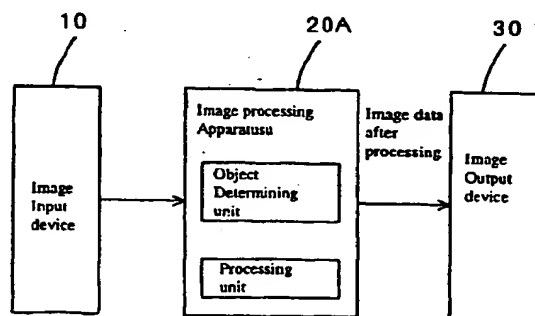 10
20A
30
Image
Input
device
Image processing
Apparatusu
Object
Determining
unit
Processing
unit
Image data
after
processing
Image
Output
device